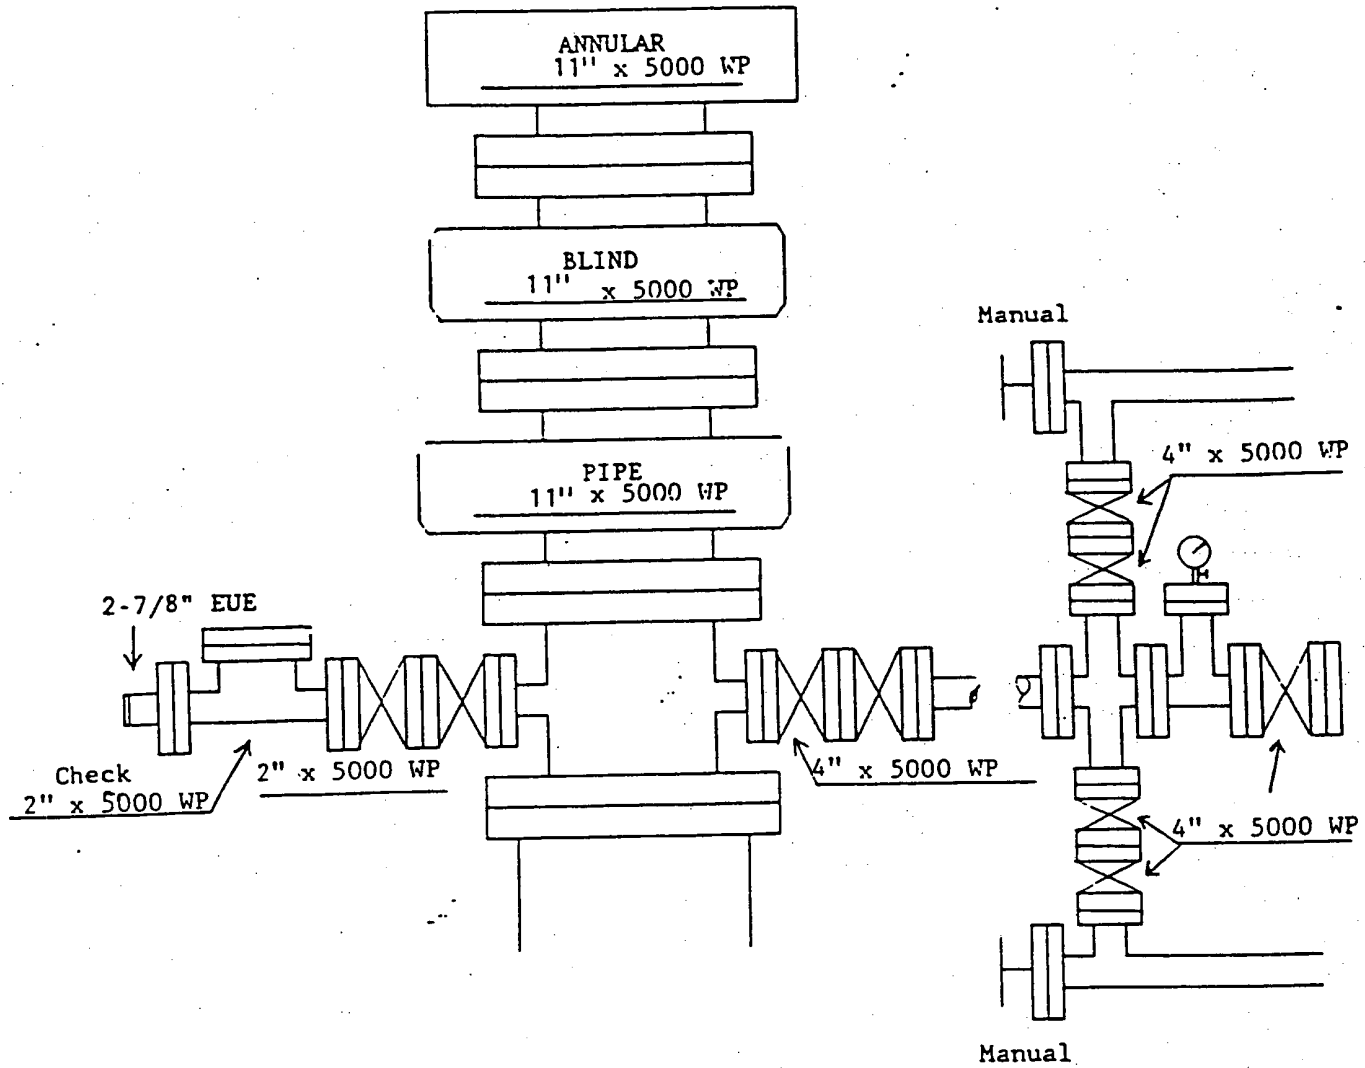 ANNULAR
11" x 5000 WP
BLIND
11" x 5000 WP
PIPE
11" x 5000 WP
2-7/8" EUE
Check
2" x 5000 WP
2" x 5000 WP
4" x 5000 WP
Manual
4" x 5000 WP
4" x 5000 WP
Manual